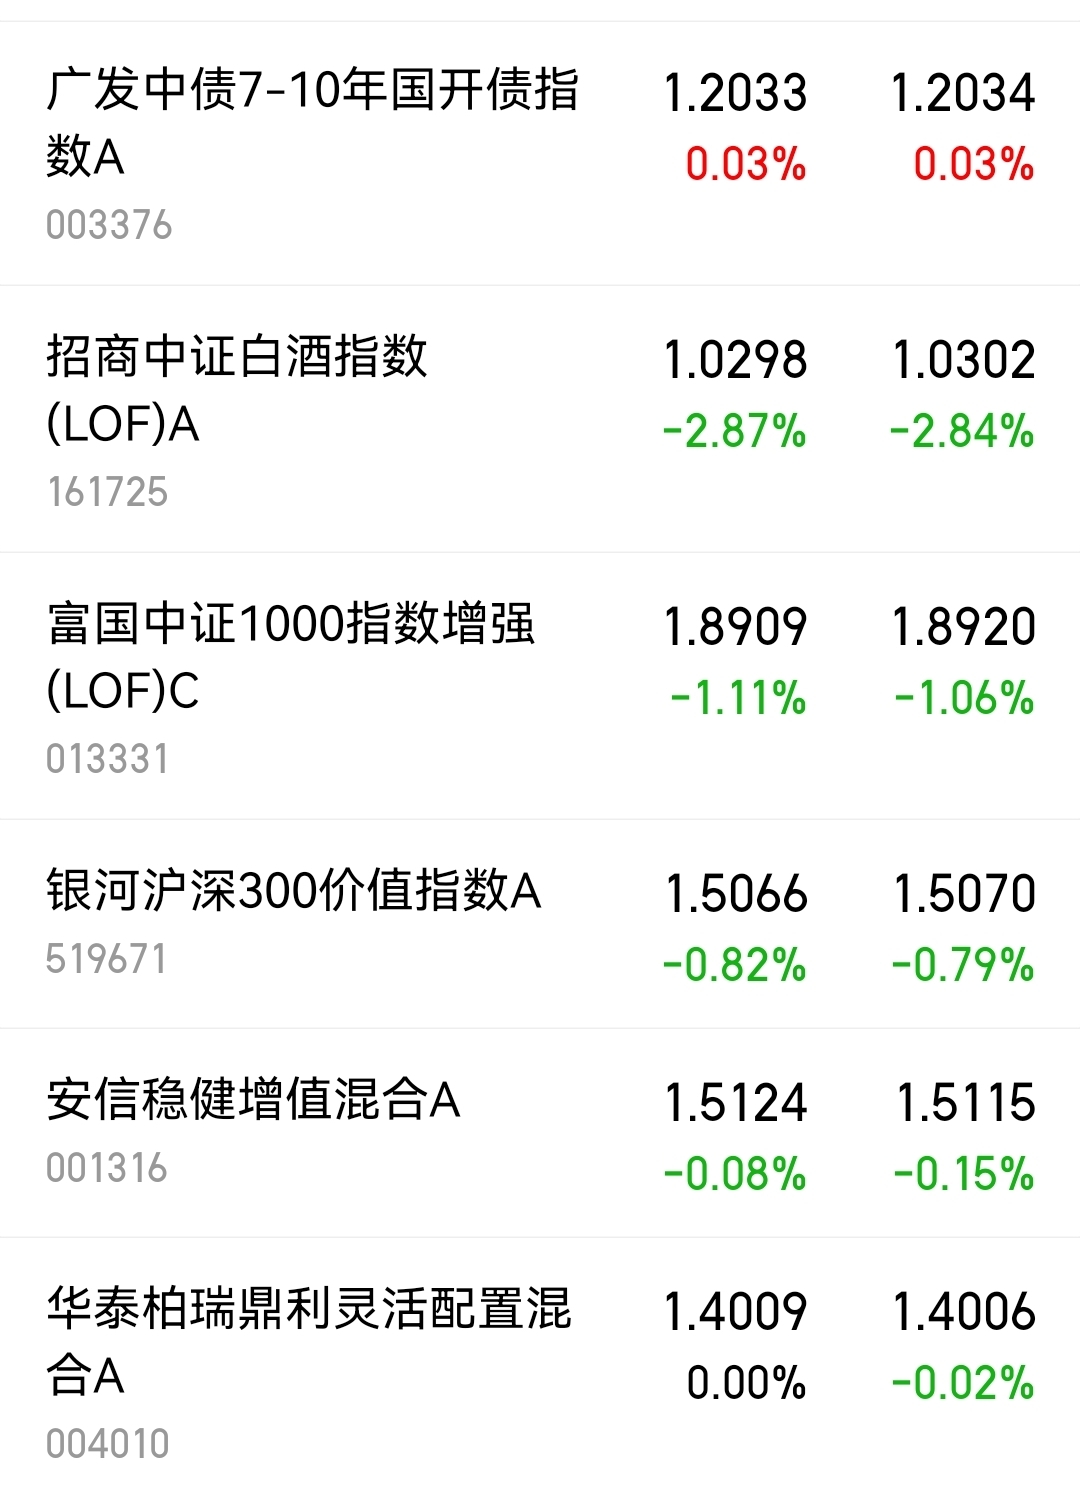 广发中债7-10年国开债指 1.2033 1.2034
数A 0.03% 0.03%
003376
招商中证白酒指数 1.0298 1.0302
(LOF)A -2.87% -2.84%
161725
富国中证1000指数增强 1.8909 1.8920
(LOF)C -1.11% -1.06%
013331
银河沪深300价值指数A 1.5066 1.5070
519671 -0.82% -0.79%
安信稳健增值混合A 1.5124 1.5115
001316 -0.08% -0.15%
华泰柏瑞鼎利灵活配置混 1.4009 1.4006
合A 0.00% -0.02%
004010